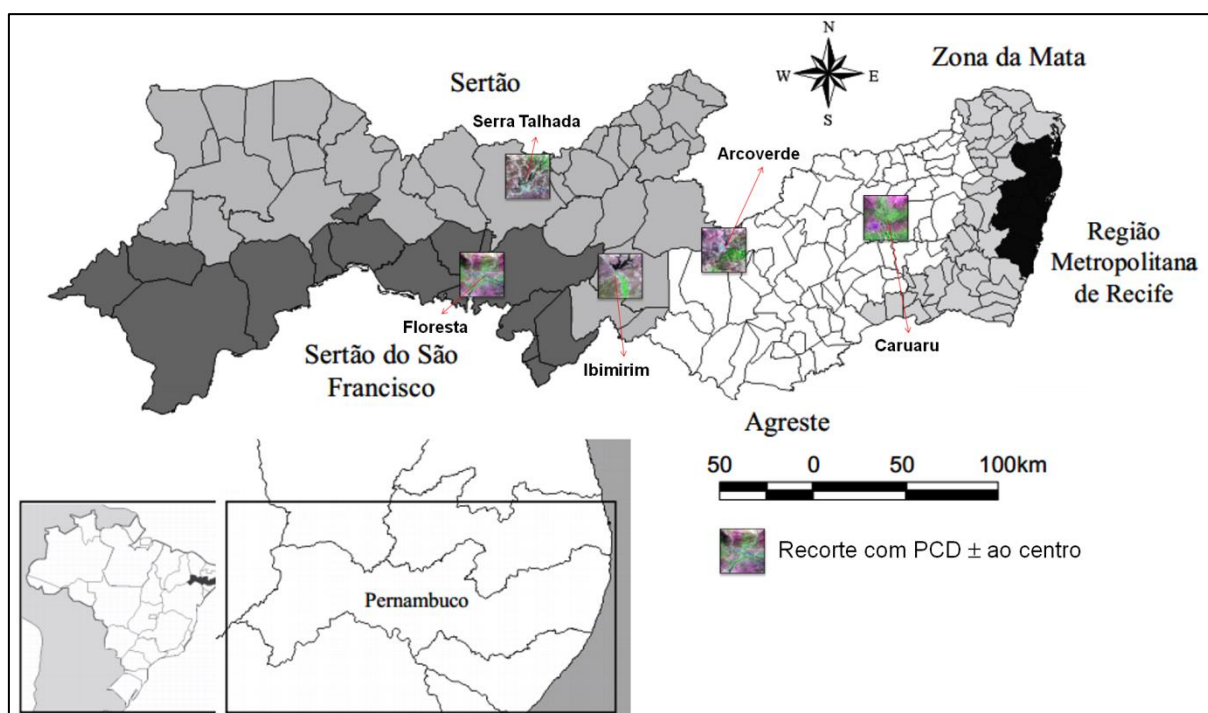 N
W E
S
Zona da Mata
Sertão
Serra Talhada
Arcoverde
Região
Metropolitana
de Recife
Floresta
Sertão do São
Francisco
Ibimirim
Caruaru
Agreste
50 0 50 100km
Recorte com PCD ± ao centro
Pernambuco